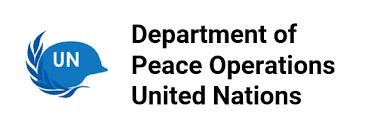 UN
Department of
Peace Operations
United Nations